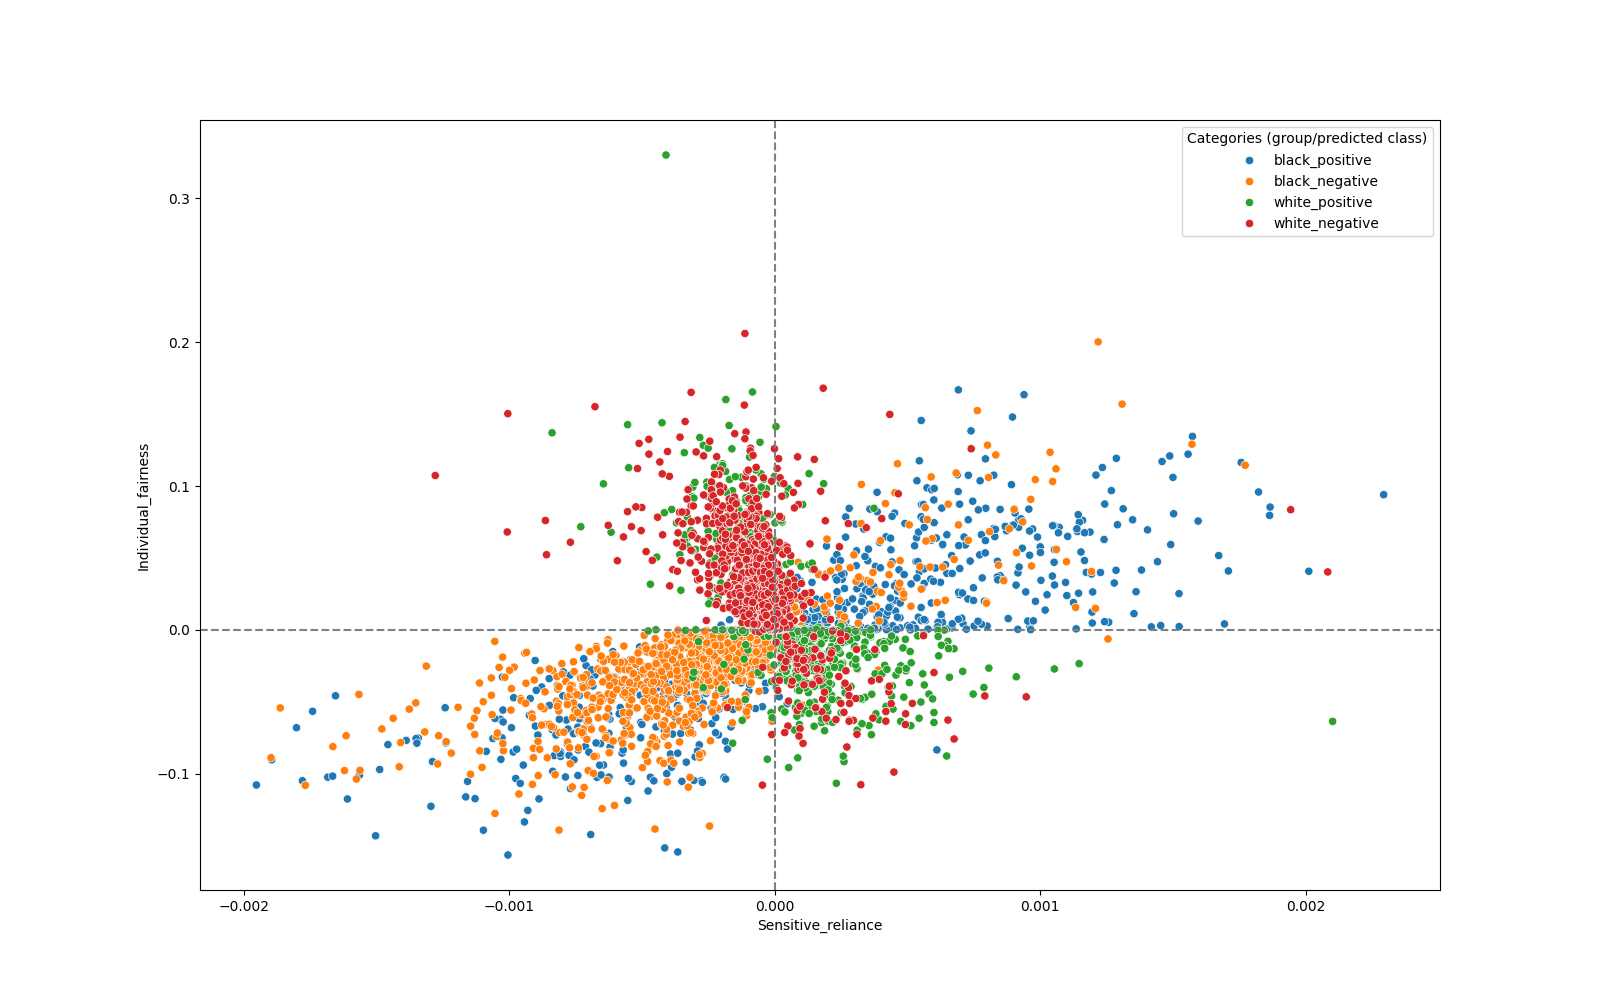 Categories (group/predicted class)
black_positive
black_negative
white_positive
white_negative
Individual_fairness
0.3
0.2
0.1
0.0
−0.1
−0.002
−0.001
0.000
0.001
0.002
Sensitive_reliance